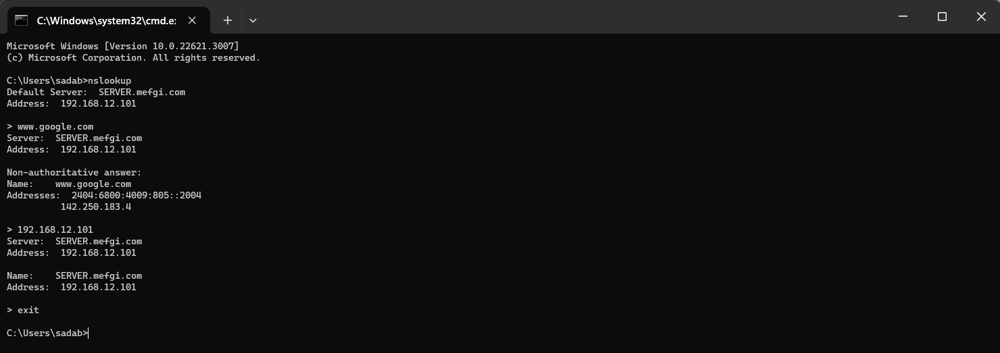 C:\Windows\system32\cmd.e
Microsoft Windows [Version 10.0.22621.3007]
(c) Microsoft Corporation. All rights reserved.
C:\Users\sadab>nslookup
Default Server:  SERVER.mefgi.com
Address:  192.168.12.101
> www.google.com
Server:  SERVER.mefgi.com
Address:  192.168.12.101
Non-authoritative answer:
Name:    www.google.com
Addresses:  2404:6800:4009:805::2004
          142.250.183.4
> 192.168.12.101
Server:  SERVER.mefgi.com
Address:  192.168.12.101
Name:    SERVER.mefgi.com
Address:  192.168.12.101
> exit
C:\Users\sadab>